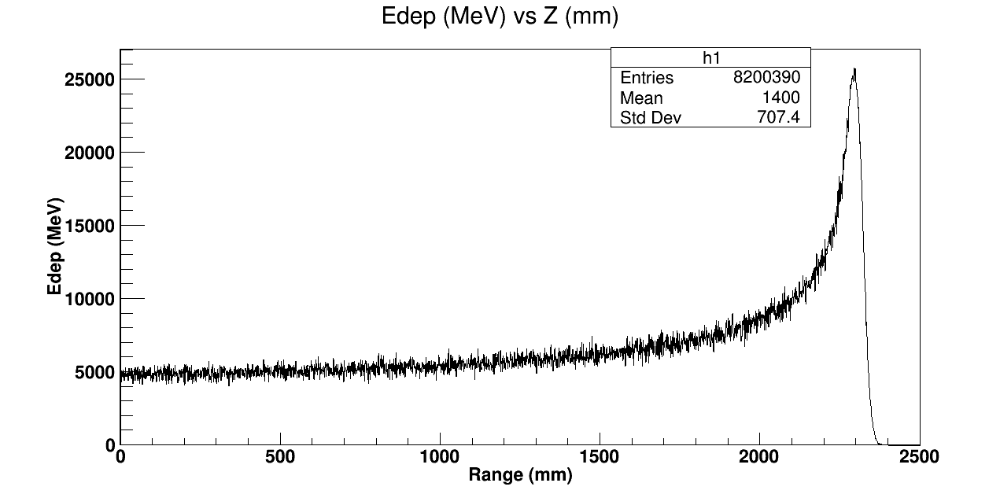 Edep (MeV) vs Z (mm)
h1
Entries 8200390
Mean 1400
Std Dev 707.4
25000
20000
15000
10000
5000
0
Edep (MeV)
0 500 1000 1500 2000 2500
Range (mm)